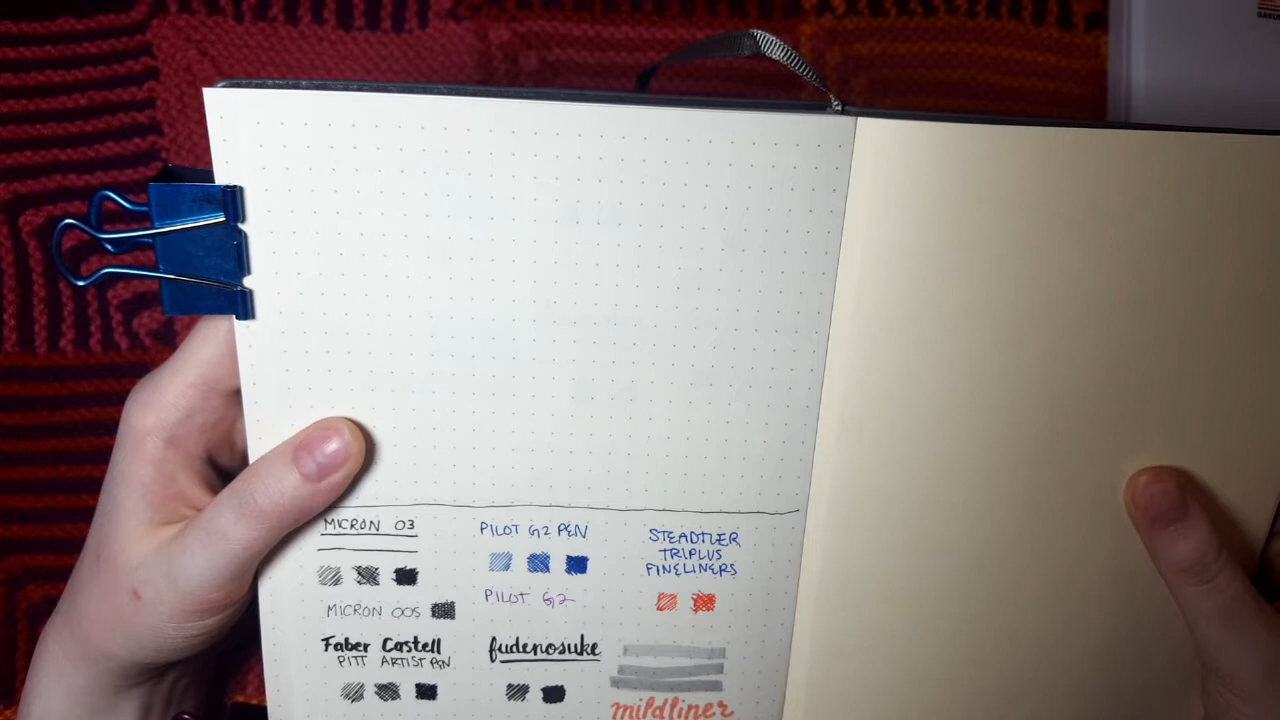 MICRON 03
PILOT G2 PEN
STEADTLER
TRIPLUS
FINELINERS
MICRON 005
PILOT G2
Faber Castell
PITT ARTIST PEN
fudenosuke
mildliner